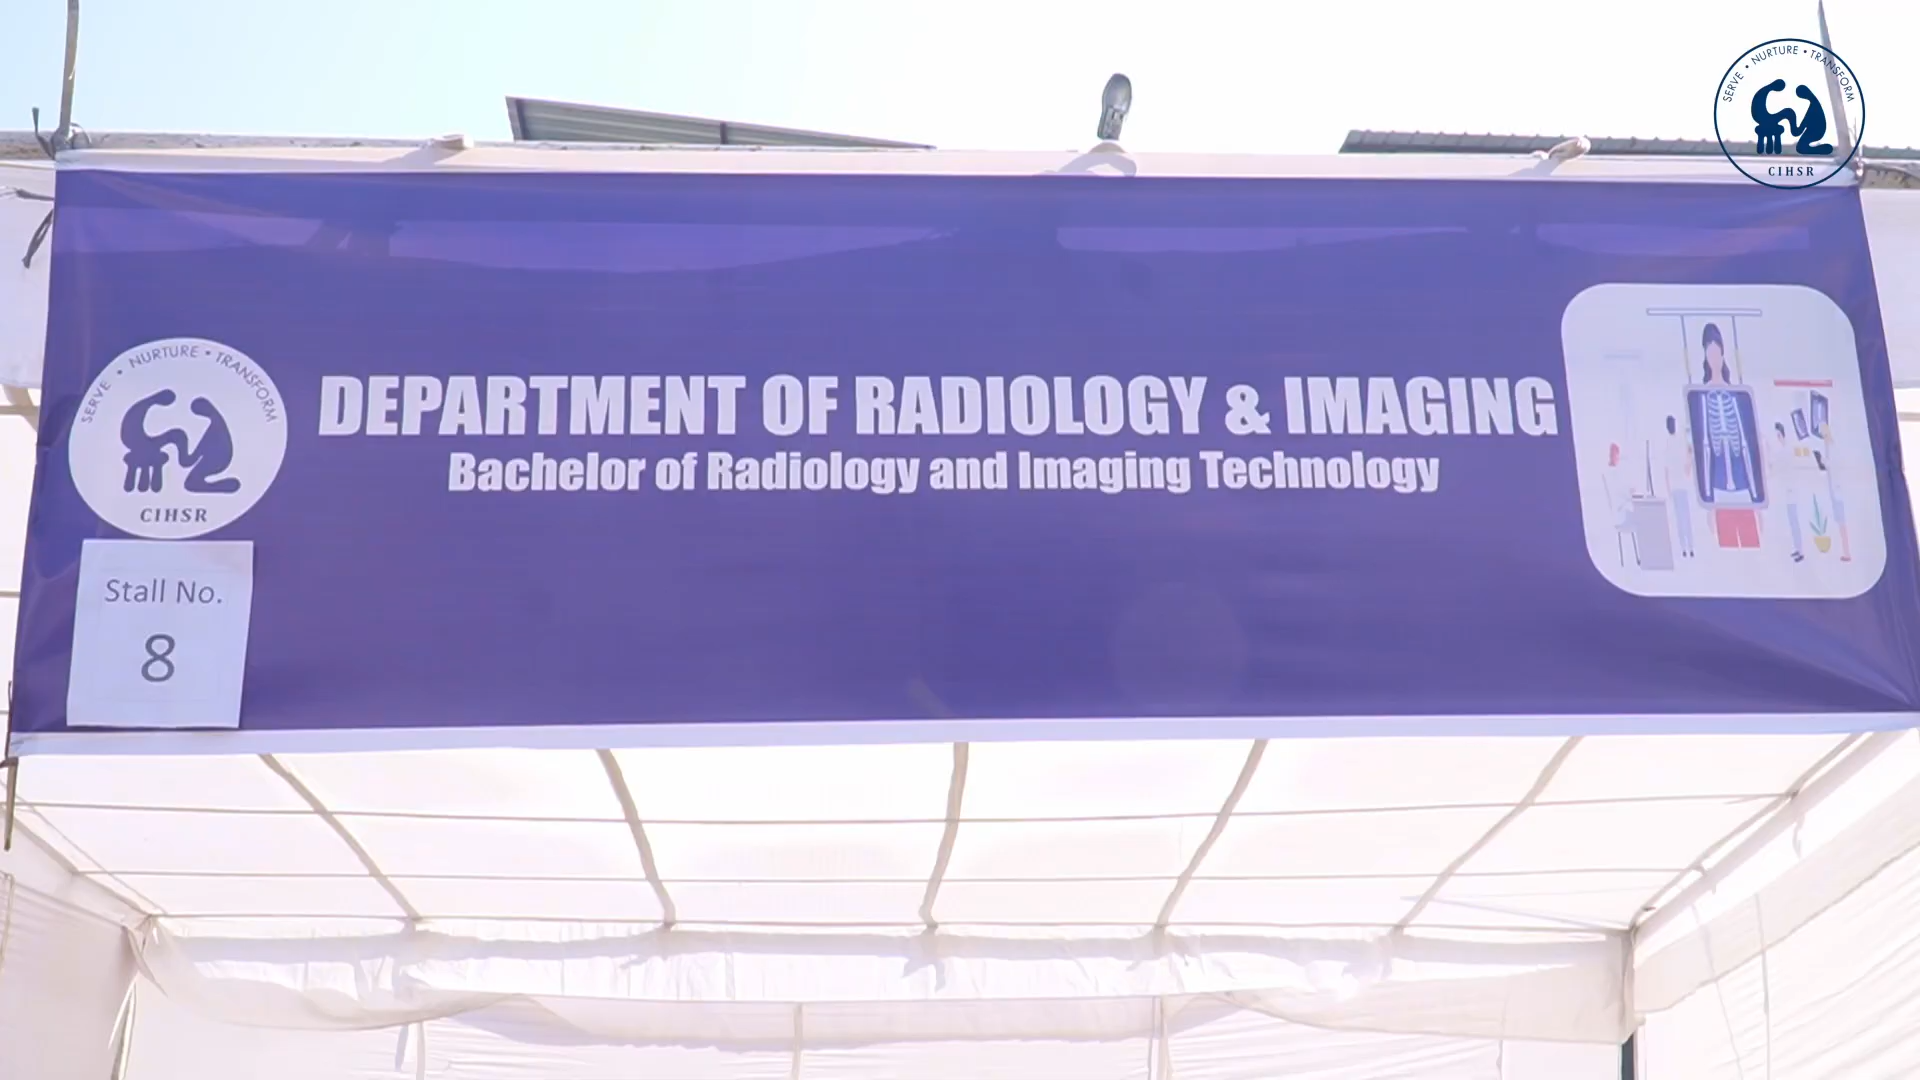 SERVE • NURTURE • TRANSFORM
CIHSR
SERVE • NURTURE • TRANSFORM
CIHSR
DEPARTMENT OF RADIOLOGY & IMAGING
Bachelor of Radiology and Imaging Technology
Stall No.
8